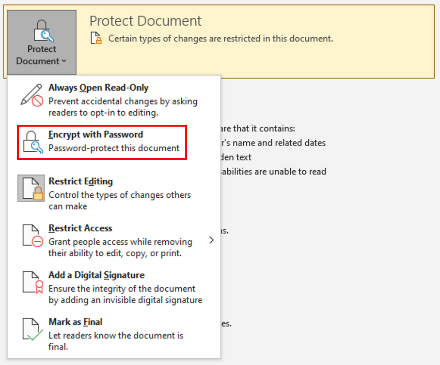 Protect Document
Certain types of changes are restricted in this document.
Protect
Document
Always Open Read-Only
Prevent accidental changes by asking
readers to opt-in to editing.
Encrypt with Password
Password-protect this document
Restrict Editing
Control the types of changes others
can make
Restrict Access
Grant people access while removing
their ability to edit, copy, or print.
Add a Digital Signature
Ensure the integrity of the document
by adding an invisible digital signature
Mark as Final
Let readers know the document is
final.
are that it contains:
r's name and related dates
den text
abilities are unable to read